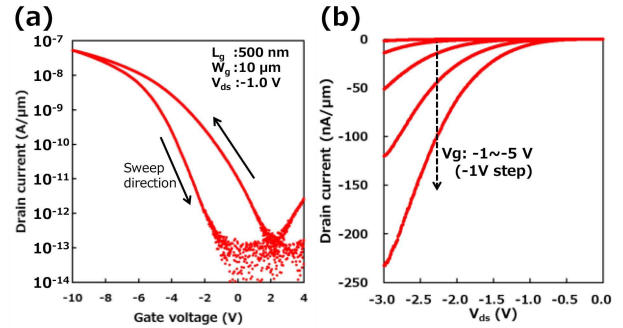 (a)
10-7
10-8
10-9
10-10
10-11
10-12
10-13
10-14
Drain current (A/μm)
Lg :500 nm
Wg:10 μm
Vds :-1.0 V
Sweep
direction
-10 -8 -6 -4 -2 0 2 4
Gate voltage (V)
(b)
0
-50
-100
-150
-200
-250
Drain current (nA/μm)
Vg: -1~-5 V
(-1V step)
-3.0 -2.5 -2.0 -1.5 -1.0 -0.5 0.0
Vds (V)